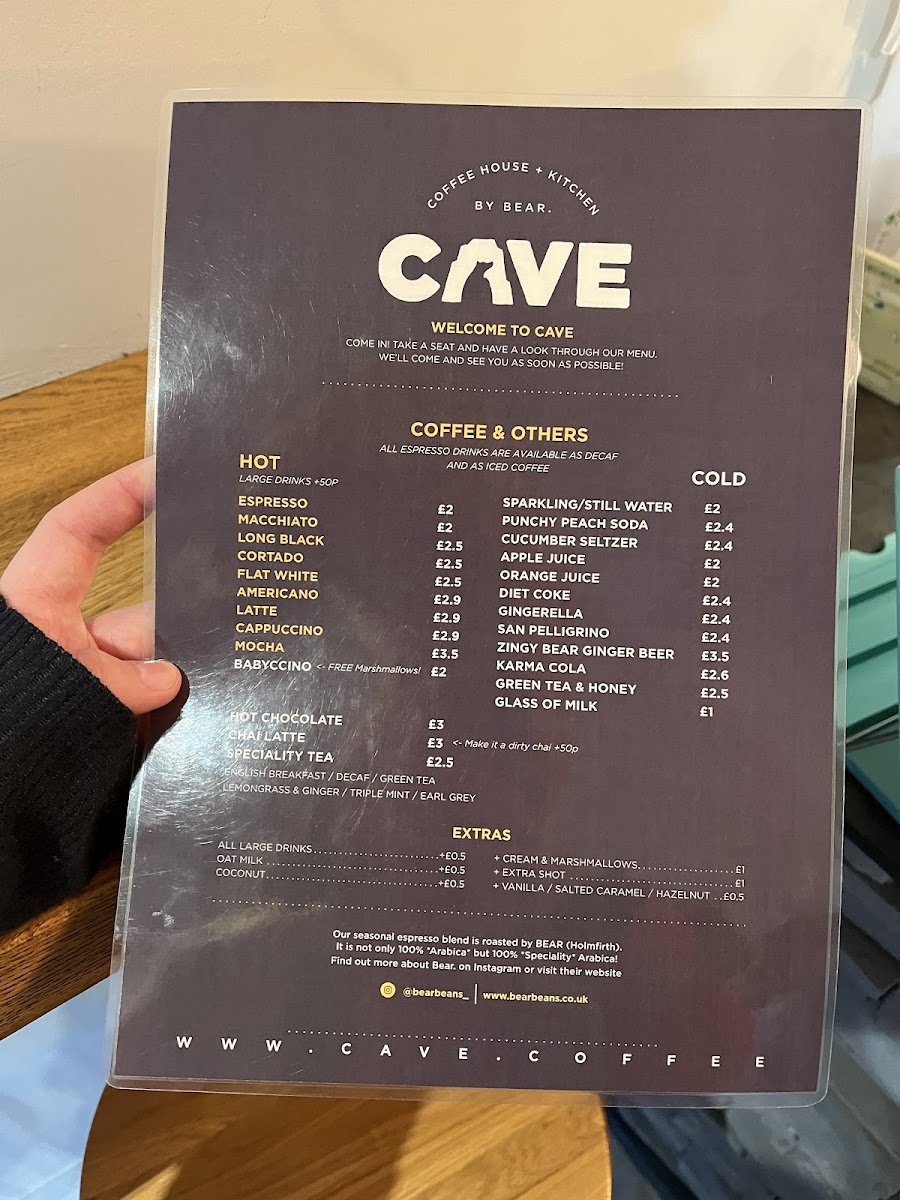 COFFEE HOUSE + KITCHEN
BY BEAR.
CAVE
WELCOME TO CAVE
COME IN! TAKE A SEAT AND HAVE A LOOK THROUGH OUR MENU.
WE'LL COME AND SEE YOU AS SOON AS POSSIBLE!
COFFEE & OTHERS
ALL ESPRESSO DRINKS ARE AVAILABLE AS DECAF
AND AS ICED COFFEE
HOT
LARGE DRINKS +50P
ESPRESSO £2
MACCHIATO £2
LONG BLACK £2.5
CORTADO £2.5
FLAT WHITE £2.5
AMERICANO £2.9
LATTE £2.9
CAPPUCCINO £2.9
MOCHA £3.5
BABYCCINO <- FREE Marshmallows! £2
HOT CHOCOLATE £3
CHAI LATTE £3 <- Make it a dirty chai +50p
SPECIALITY TEA £2.5
ENGLISH BREAKFAST / DECAF / GREEN TEA
LEMONGRASS & GINGER / TRIPLE MINT / EARL GREY
COLD
SPARKLING/STILL WATER £2
PUNCHY PEACH SODA £2.4
CUCUMBER SELTZER £2.4
APPLE JUICE £2
ORANGE JUICE £2
DIET COKE £2.4
GINGERELLA £2.4
SAN PELLIGRINO £2.4
ZINGY BEAR GINGER BEER £3.5
KARMA COLA £2.6
GREEN TEA & HONEY £2.5
GLASS OF MILK £1
EXTRAS
ALL LARGE DRINKS +£0.5
OAT MILK +£0.5
COCONUT +£0.5
+ CREAM & MARSHMALLOWS £1
+ EXTRA SHOT £1
+ VANILLA / SALTED CARAMEL / HAZELNUT £0.5
Our seasonal espresso blend is roasted by BEAR (Holmfirth).
It is not only 100% *Arabica* but 100% *Speciality* Arabica!
Find out more about Bear. on Instagram or visit their website
@bearbeans_ | www.bearbeans.co.uk
WWW.CAVE.COFFEE